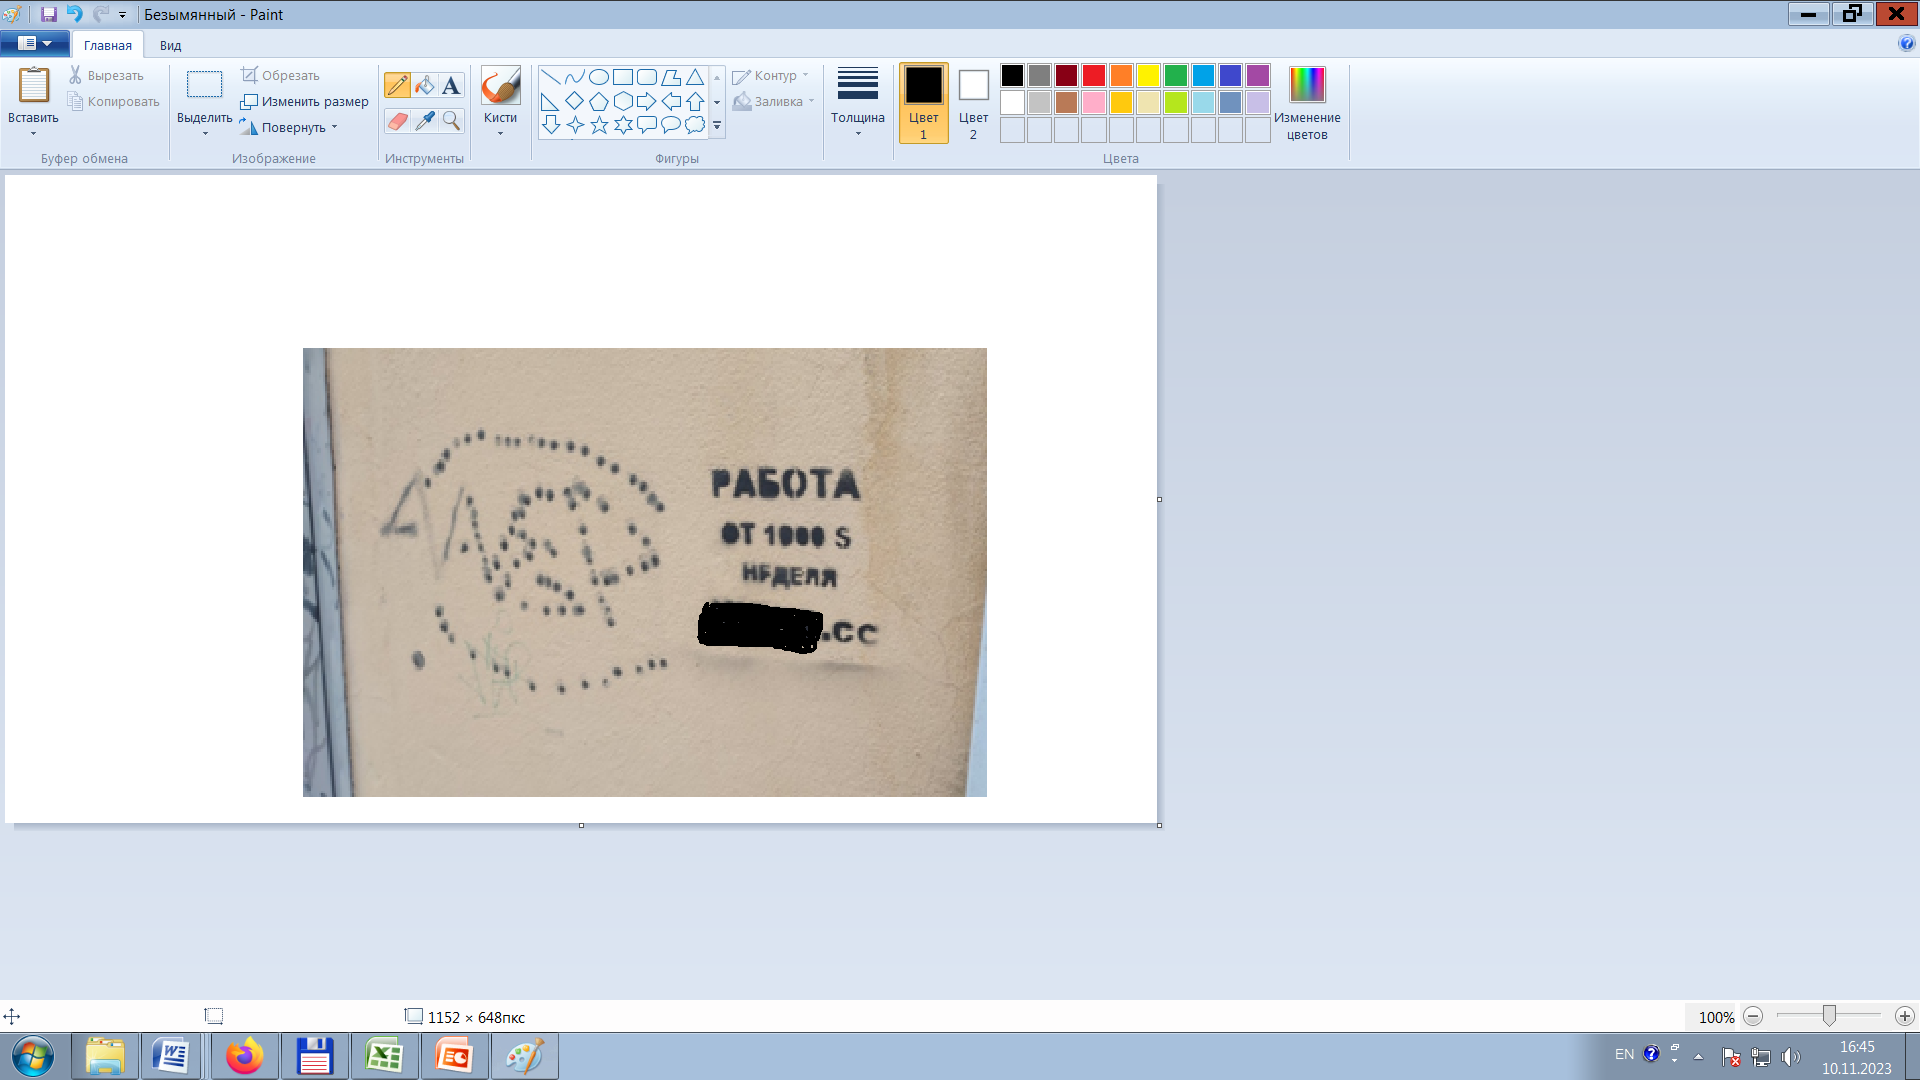 Безымянный - Paint
Главная
Вид
Вставить
Вырезать
Копировать
Буфер обмена
Выделить
Обрезать
Изменить размер
Повернуть
Изображение
A
Инструменты
Кисти
Фигуры
Контур
Заливка
Толщина
Цвет
1
Цвет
2
Изменение
цветов
Цвета
РАБОТА
ОТ 1000 $
НЕДЕЛЯ
.CC
1152 × 648пкс
100%
EN
16:45
10.11.2023